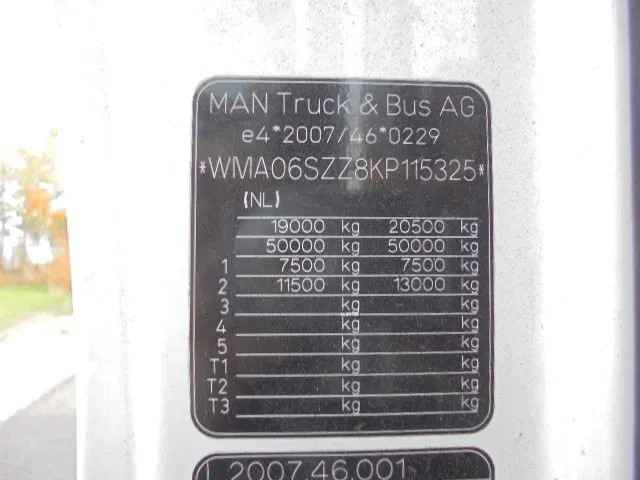 MAN Truck & Bus AG
e4*2007/46*0229
*WMA06SZZ8KP115325*
(NL)
19000 kg 20500 kg
50000 kg 50000 kg
1 7500 kg 7500 kg
2 11500 kg 13000 kg
3 kg kg
4 kg kg
5 kg kg
T1 kg kg
T2 kg kg
T3 kg kg
2007.46.001